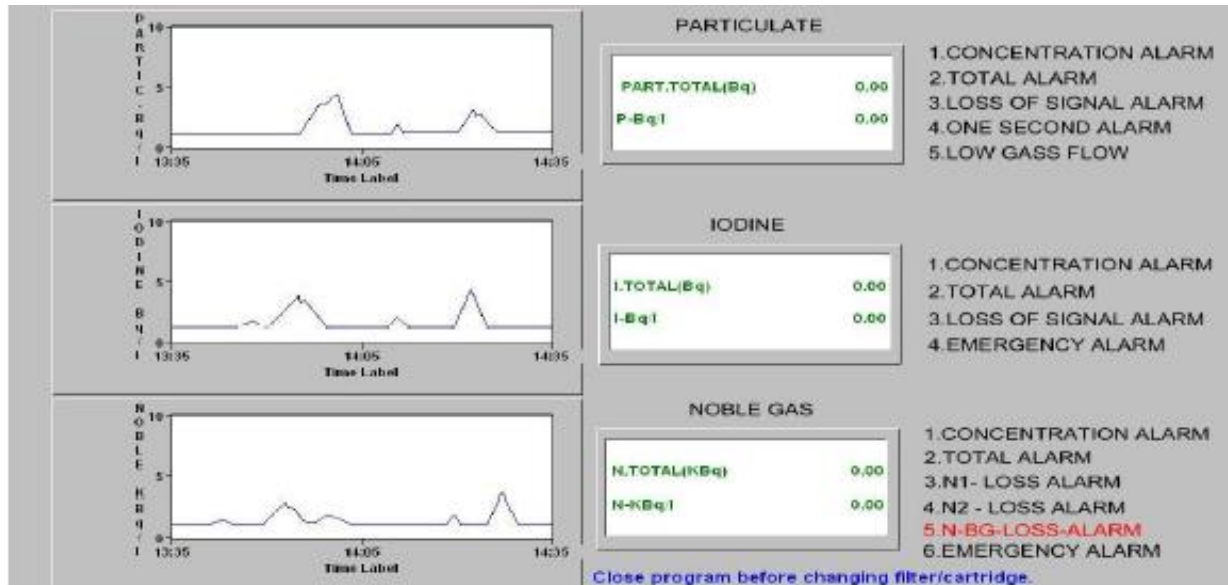 PARTIC-Bq/l
10
5
0
13:35 14:05 14:35
Time Label
PARTICULATE
PART.TOTAL(Bq) 0.00
P-Bq/l 0.00
1.CONCENTRATION ALARM
2.TOTAL ALARM
3.LOSS OF SIGNAL ALARM
4.ONE SECOND ALARM
5.LOW GASS FLOW
IODINE Bq/l
10
5
0
13:35 14:05 14:35
Time Label
IODINE
I.TOTAL(Bq) 0.00
I-Bq/l 0.00
1.CONCENTRATION ALARM
2.TOTAL ALARM
3.LOSS OF SIGNAL ALARM
4.EMERGENCY ALARM
NOBLE KBq/l
10
5
0
13:35 14:05 14:35
Time Label
NOBLE GAS
N.TOTAL(KBq) 0.00
N-KBq/l 0.00
1.CONCENTRATION ALARM
2.TOTAL ALARM
3.N1- LOSS ALARM
4.N2 - LOSS ALARM
5.N-BG-LOSS-ALARM
6.EMERGENCY ALARM
Close program before changing filter/cartridge.